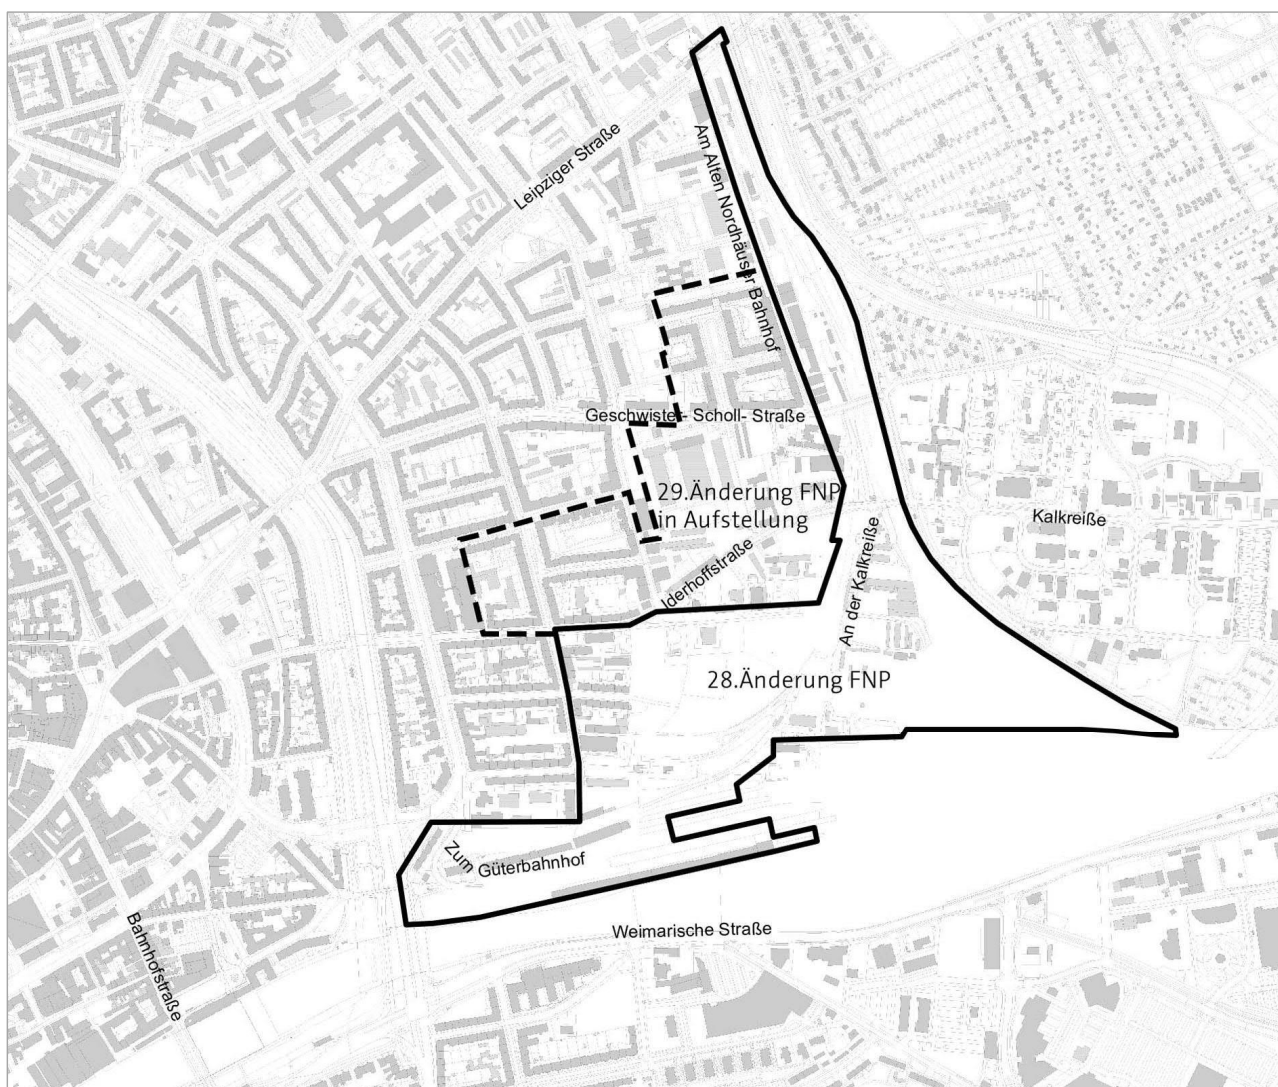 Leipziger Straße
Am Alten Nordhäuser Bahnhof
Geschwister- Scholl- Straße
29.Änderung FNP
in Aufstellung
Kalkreiße
Iderhoffstraße
An der Kalkreiße
28.Änderung FNP
Zum
Güterbahnhof
Weimarische Straße
Bahnhofstraße